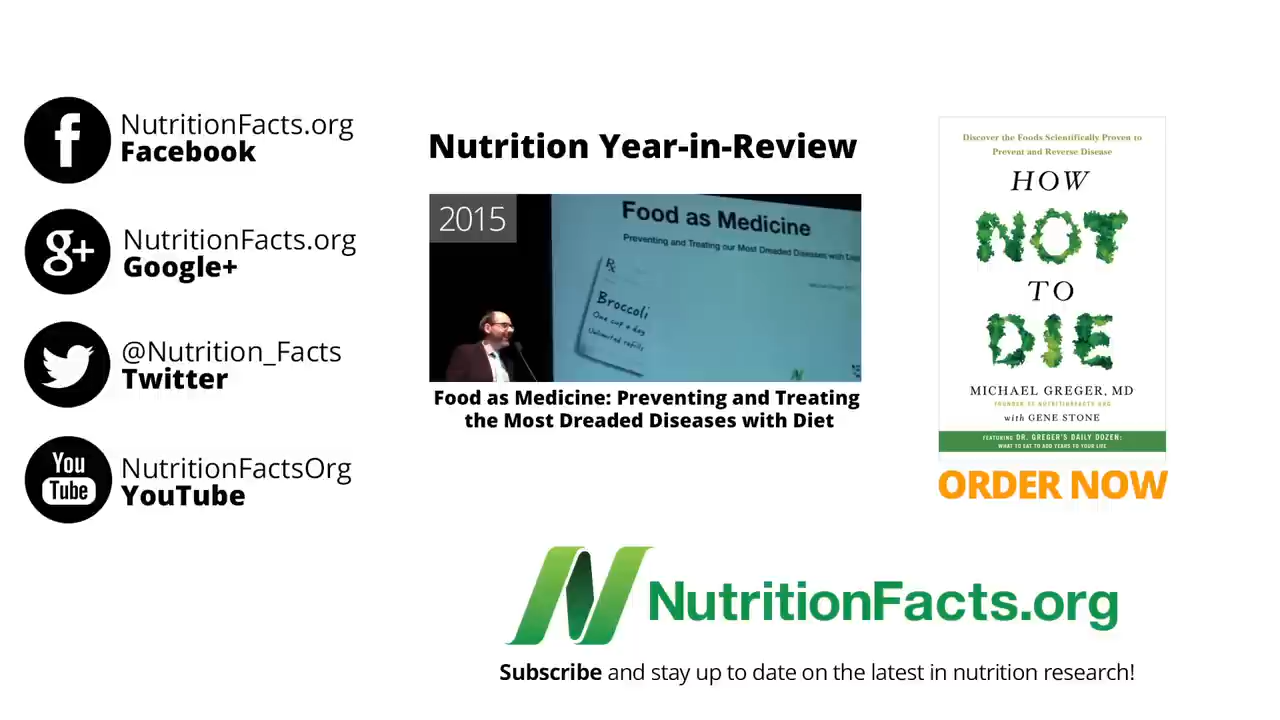 NutritionFacts.org
Facebook
NutritionFacts.org
Google+
@Nutrition_Facts
Twitter
You
Tube
NutritionFactsOrg
YouTube
Nutrition Year-in-Review
2015
Food as Medicine
Preventing and Treating our Most Dreaded Diseases with
Broccoli
One cup a day
Unlimited refills
Food as Medicine: Preventing and Treating
the Most Dreaded Diseases with Diet
Discover the Foods Scientifically Proven to
Prevent and Reverse Disease
HOW
NOT
TO
DIE
MICHAEL GREGER, MD
FOUNDER OF NUTRITIONFACTS.ORG
with GENE STONE
FEATURING DR. GREGER'S DAILY DOZEN:
WHAT TO EAT TO ADD YEARS TO YOUR LIFE
ORDER NOW
NutritionFacts.org
Subscribe and stay up to date on the latest in nutrition research!